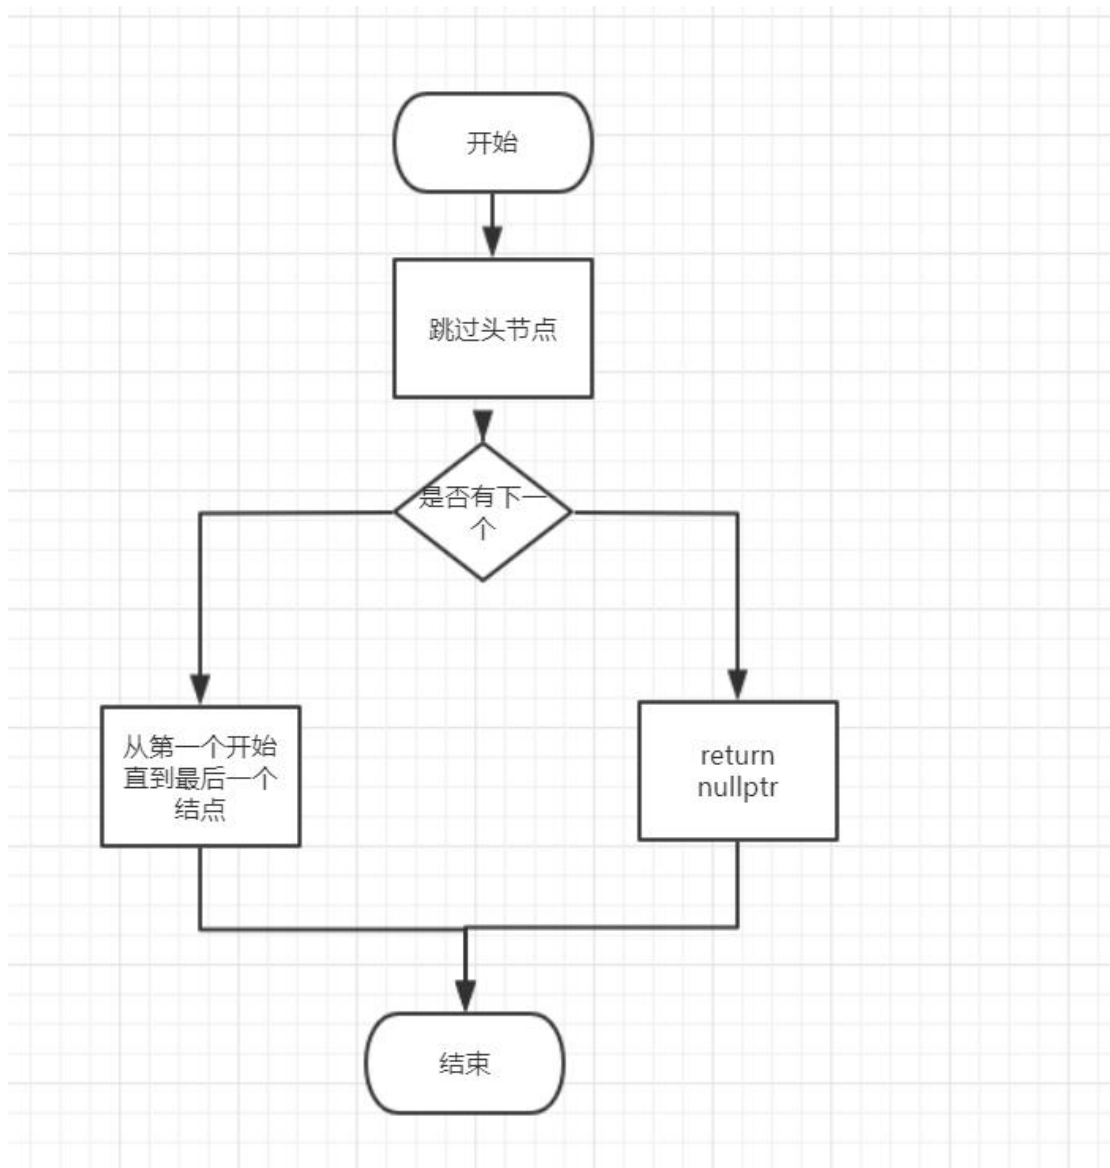 开始
跳过头节点
是否有下一
个
从第一个开始
直到最后一个
结点
return
nullptr
结束